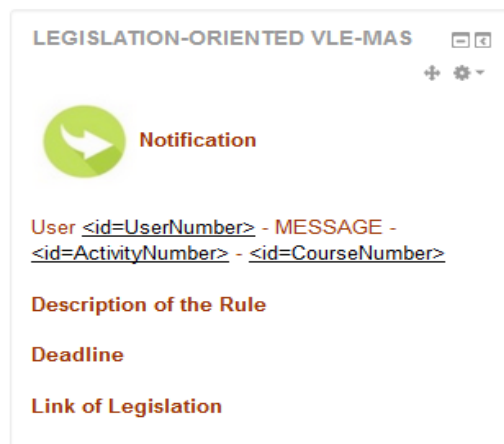 LEGISLATION-ORIENTED VLE-MAS
Notification
User <id=UserNumber> - MESSAGE -
<id=ActivityNumber> - <id=CourseNumber>
Description of the Rule
Deadline
Link of Legislation